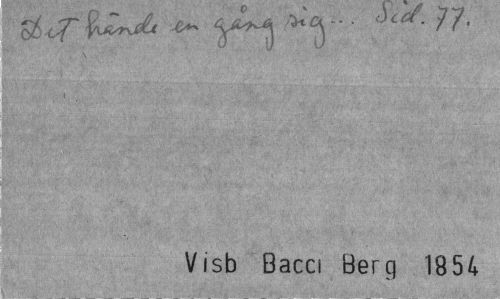 Det hände en gång sig... Sid. 77.
Visb Bacci Berg 1854